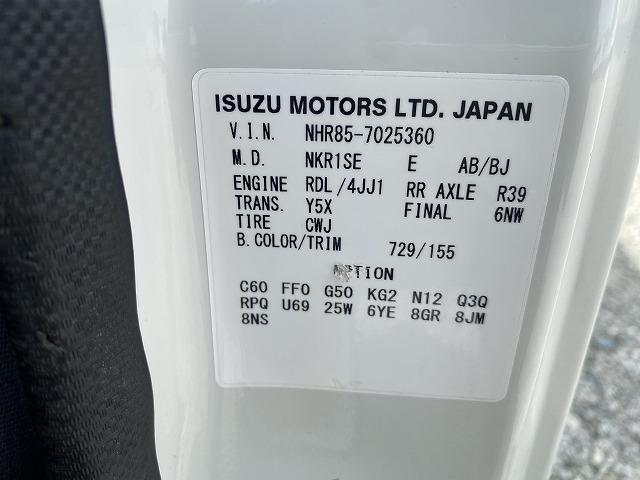 ISUZU MOTORS LTD. JAPAN
V.I.N. NHR85-7025360
M.D. NKR1SE E AB/BJ
ENGINE RDL/4JJ1 RR AXLE R39
TRANS. Y5X FINAL 6NW
TIRE CWJ
B.COLOR/TRIM 729/155
C60 FF0 G50 KG2 N12 Q3Q
RPQ U69 25W 6YE 8GR 8JM
8NS